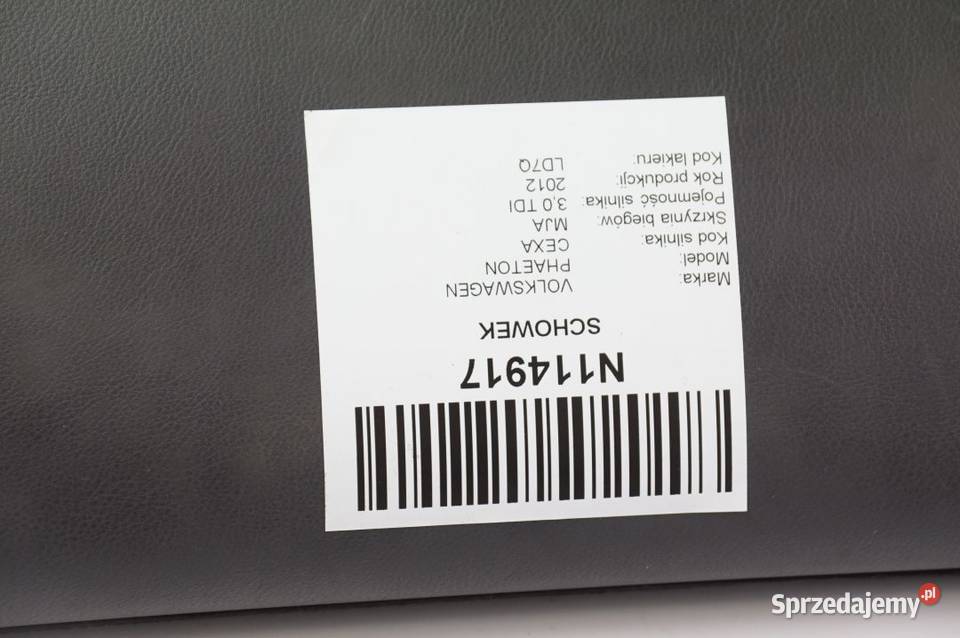 N114917
SCHOWEK
Marka: VOLKSWAGEN
Model: PHAETON
Kod silnika: CEXA
Skrzynia biegów: MJA
Pojemność silnika: 3,0 TDI
Rok produkcji: 2012
Kod lakieru: LD7Q
Sprzedajemy.pl